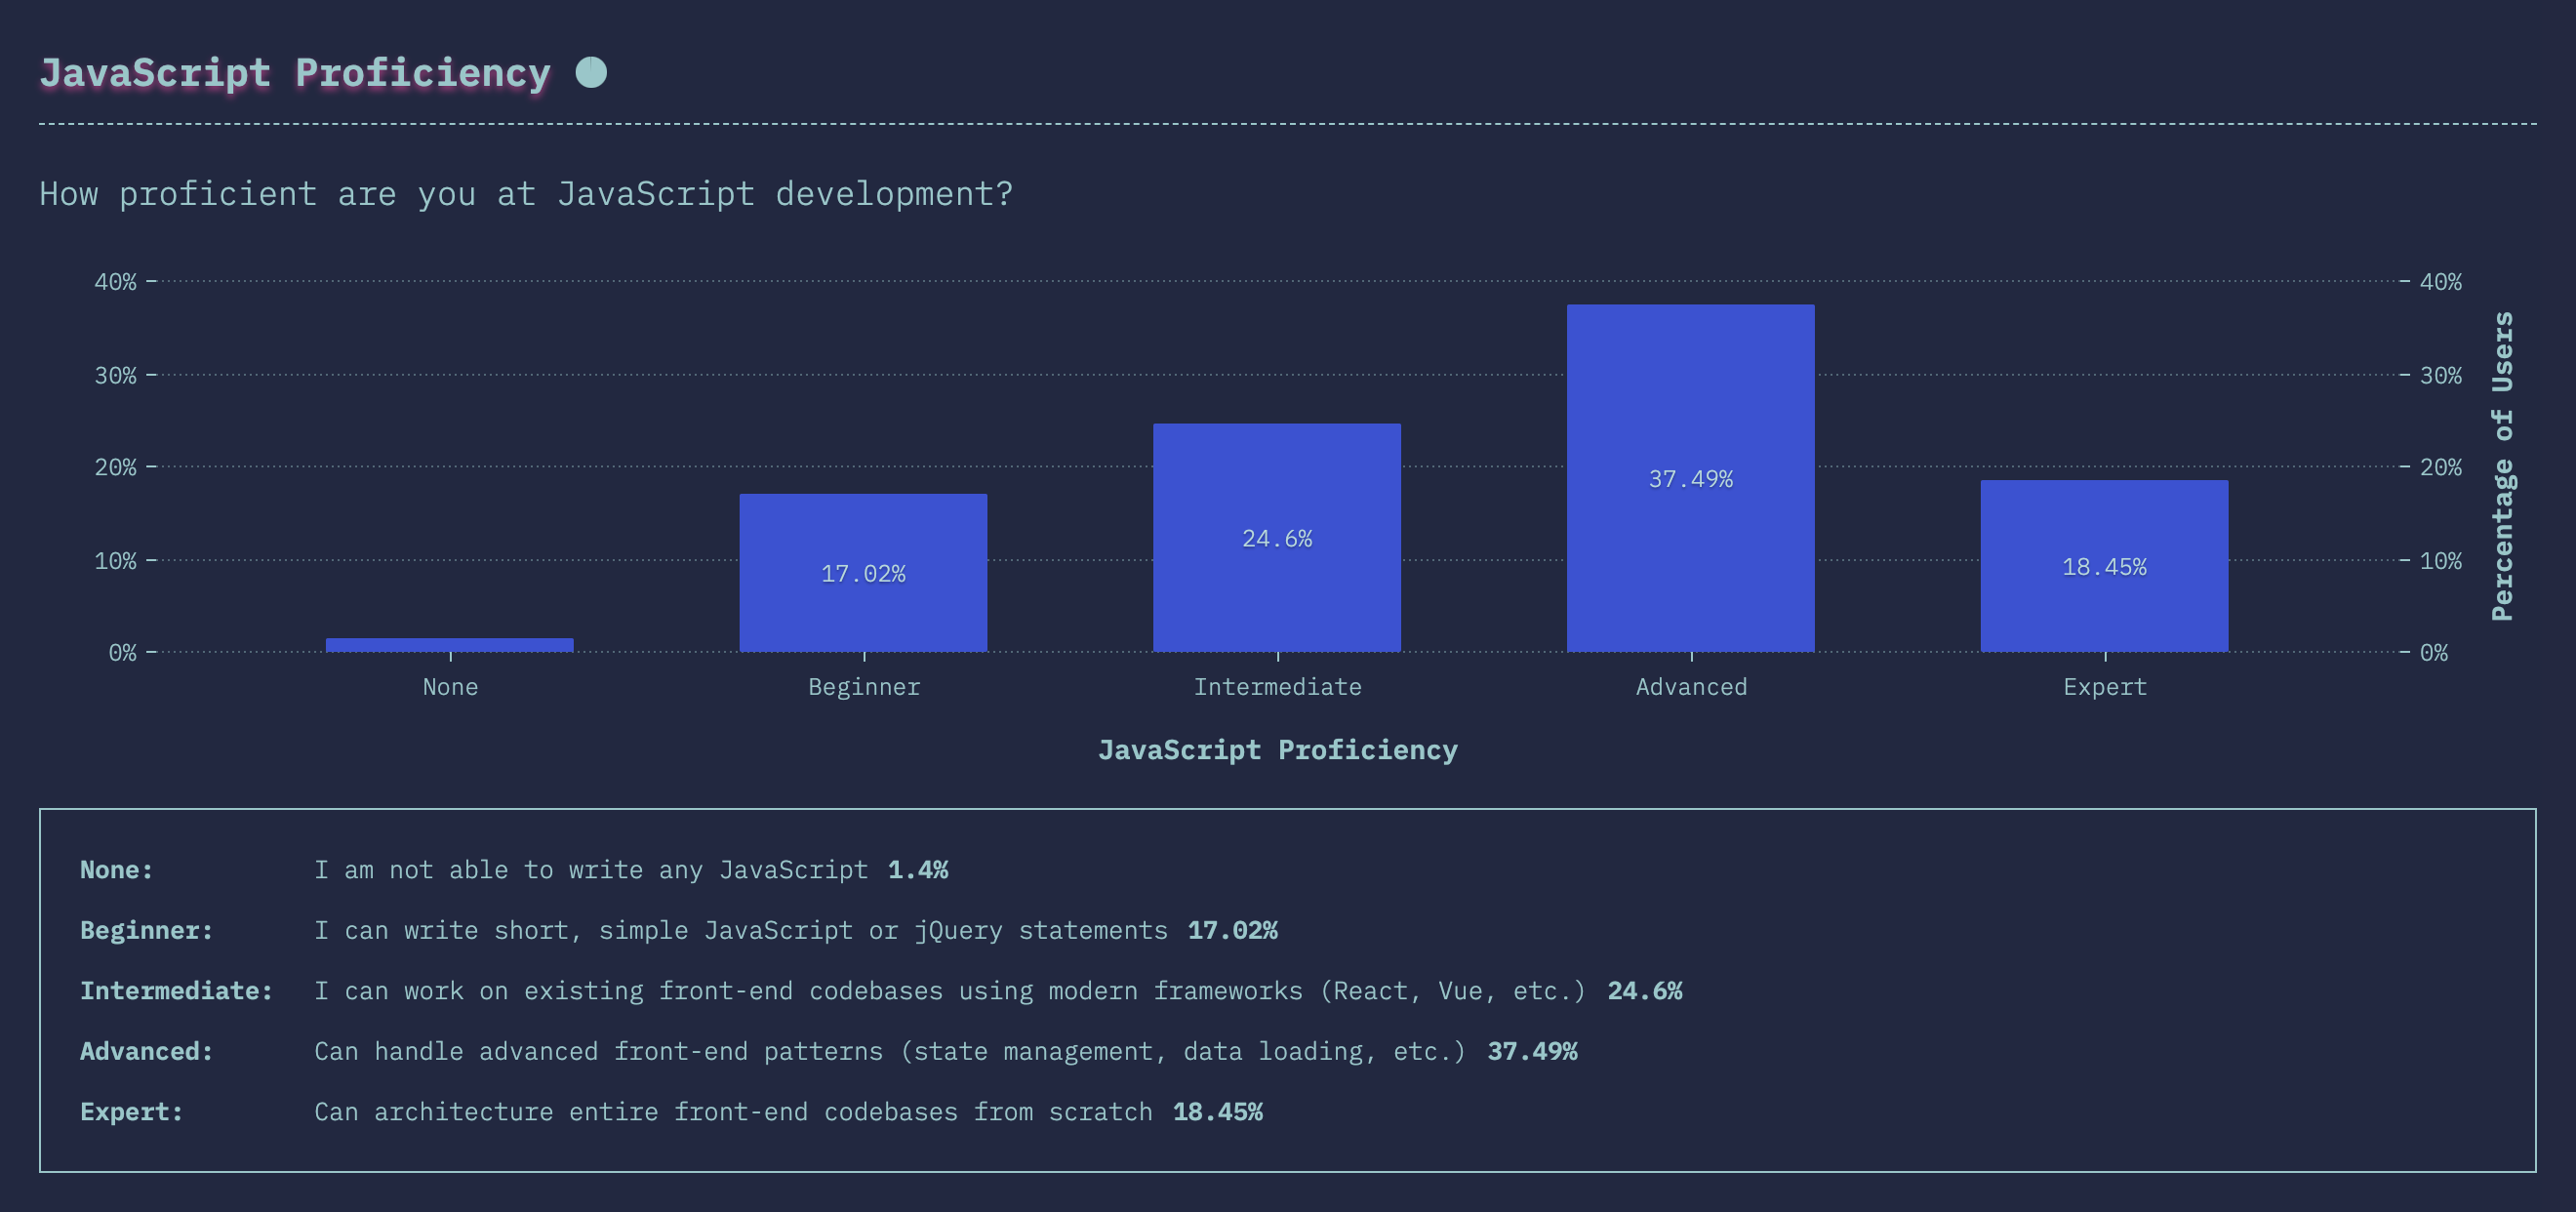 JavaScript Proficiency
How proficient are you at JavaScript development?
40% 40%
30% 30%
20% 20%
10% 10%
0% 0%
37.49%
24.6%
18.45%
17.02%
Percentage of Users
None Beginner Intermediate Advanced Expert
JavaScript Proficiency
None: I am not able to write any JavaScript 1.4%
Beginner: I can write short, simple JavaScript or jQuery statements 17.02%
Intermediate: I can work on existing front-end codebases using modern frameworks (React, Vue, etc.) 24.6%
Advanced: Can handle advanced front-end patterns (state management, data loading, etc.) 37.49%
Expert: Can architecture entire front-end codebases from scratch 18.45%